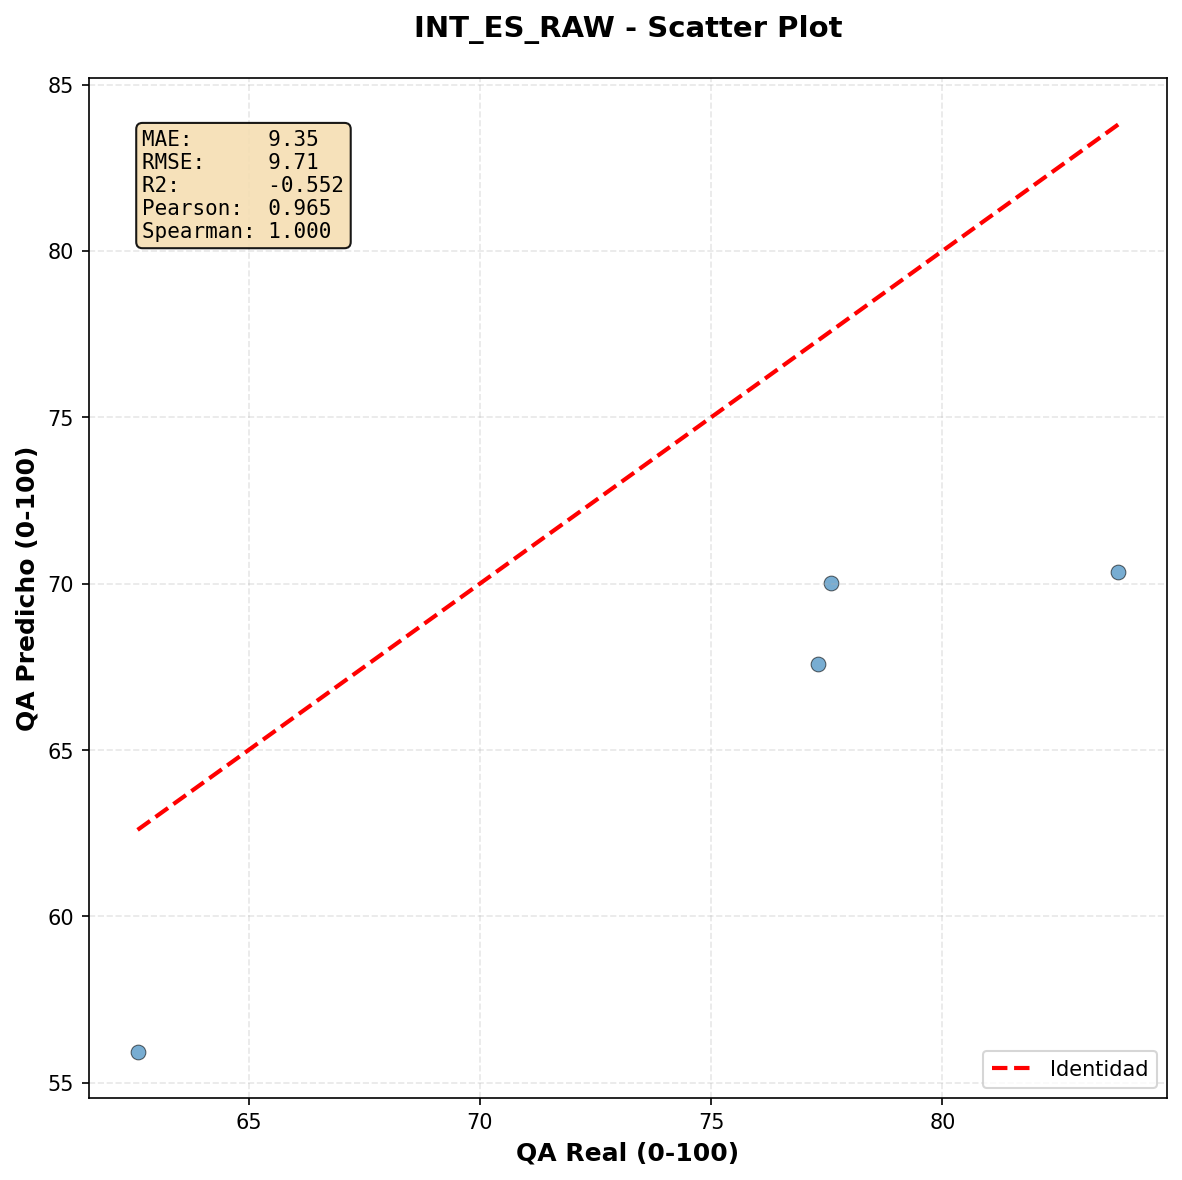 INT_ES_RAW - Scatter Plot
85
80
75
70
65
60
55
MAE: 9.35
RMSE: 9.71
R2: -0.552
Pearson: 0.965
Spearman: 1.000
QA Predicho (0-100)
Identidad
65
70
75
80
QA Real (0-100)